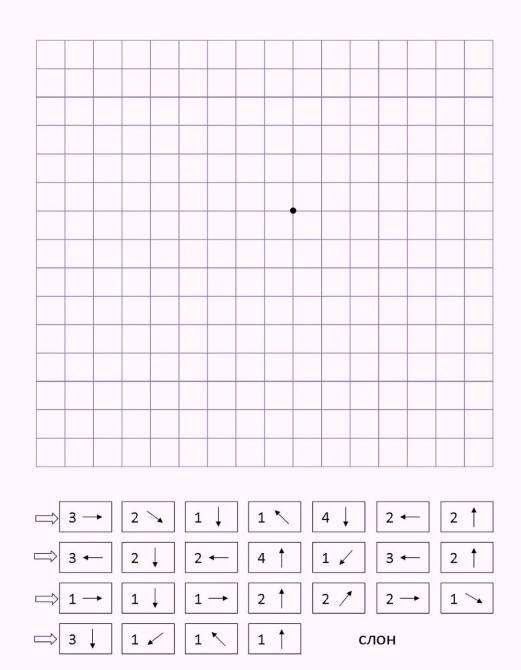 ⇨ 3 → 2 ↘ 1 ↓ 1 ↖ 4 ↓ 2 ← 2 ↑
⇨ 3 ← 2 ↓ 2 ← 4 ↑ 1 ↙ 3 ← 2 ↑
⇨ 1 → 1 ↓ 1 → 2 ↑ 2 ↗ 2 → 1 ↘
⇨ 3 ↓ 1 ↙ 1 ↖ 1 ↑ слон